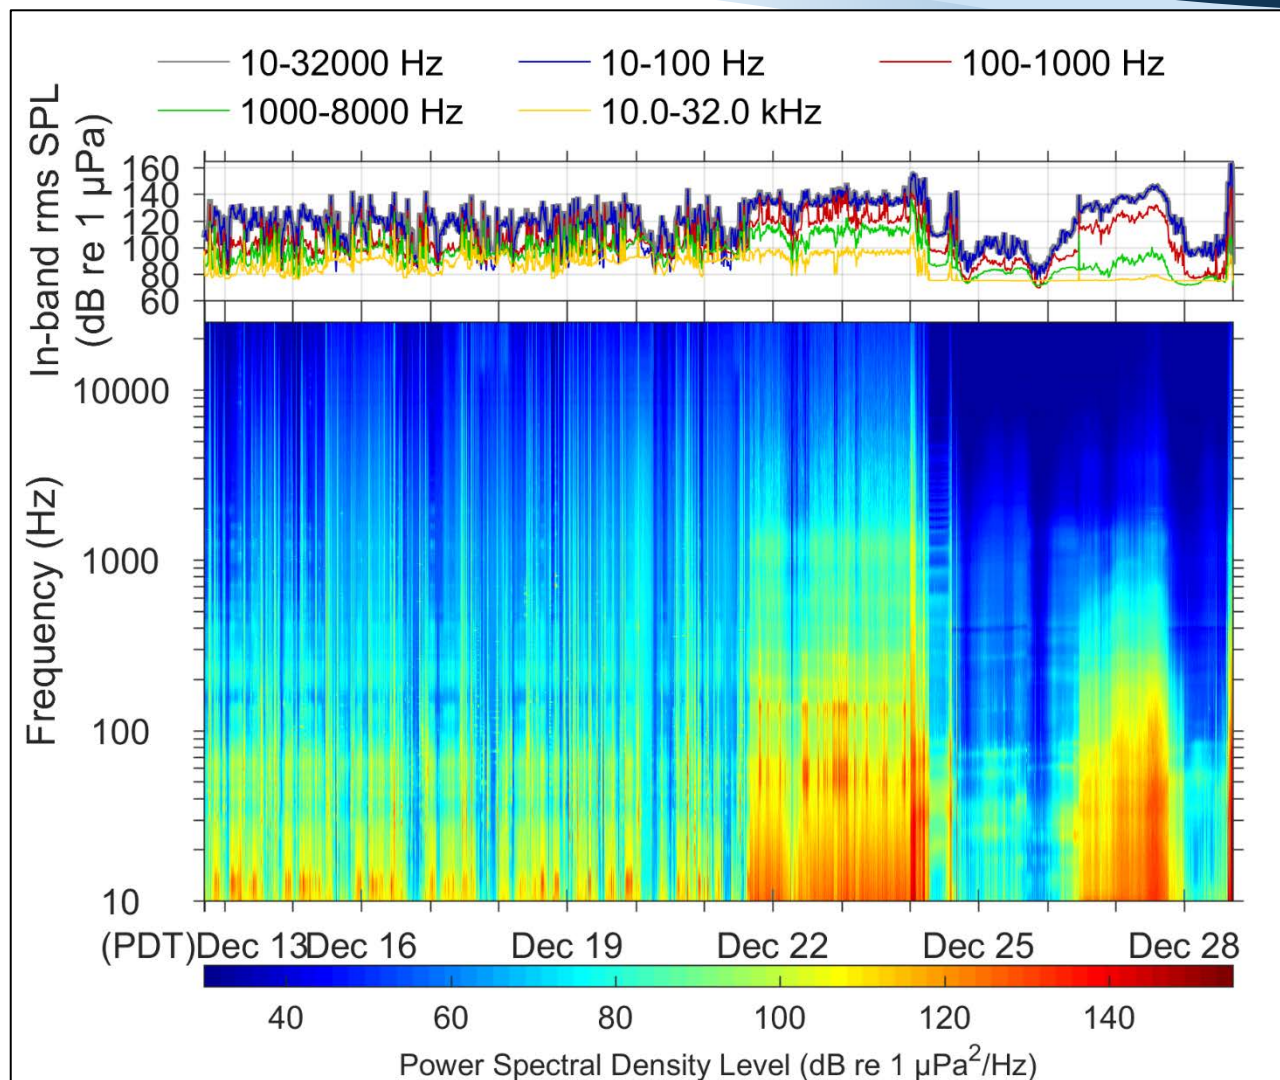 10-32000 Hz 10-100 Hz 100-1000 Hz
1000-8000 Hz 10.0-32.0 kHz
In-band rms SPL
(dB re 1 µPa)
160
140
120
100
80
60
Frequency (Hz)
10000
1000
100
10
(PDT) Dec 13 Dec 16 Dec 19 Dec 22 Dec 25 Dec 28
40 60 80 100 120 140
Power Spectral Density Level (dB re 1 µPa²/Hz)